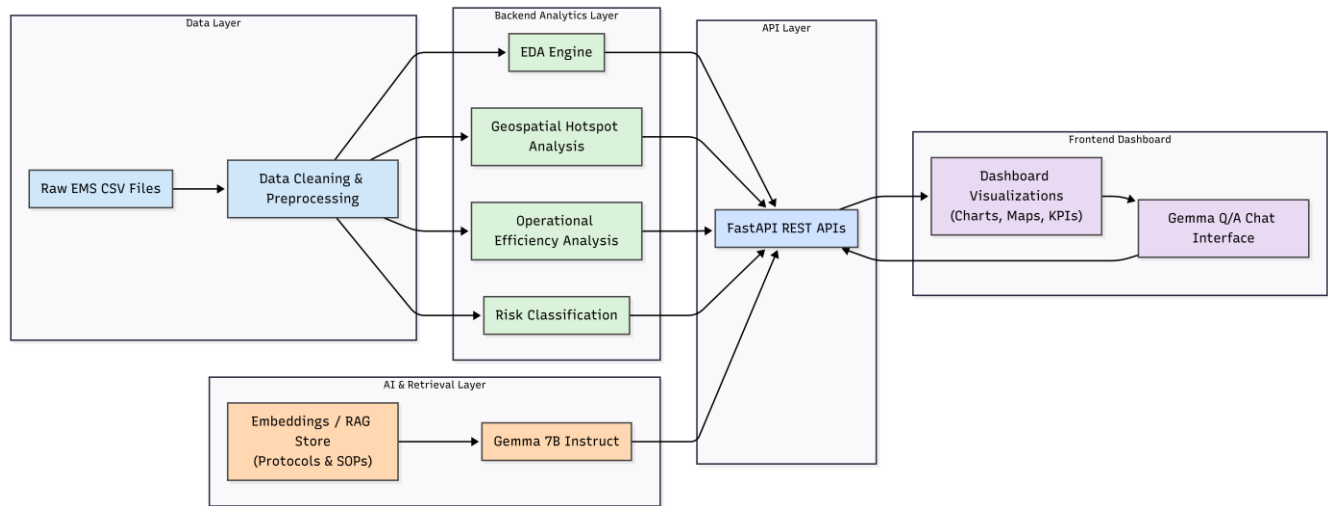 Data Layer
Raw EMS CSV Files
Data Cleaning &
Preprocessing
Backend Analytics Layer
EDA Engine
Geospatial Hotspot
Analysis
Operational
Efficiency Analysis
Risk Classification
AI & Retrieval Layer
Embeddings / RAG
Store
(Protocols & SOPs)
Gemma 7B Instruct
API Layer
FastAPI REST APIs
Frontend Dashboard
Dashboard
Visualizations
(Charts, Maps, KPIs)
Gemma Q/A Chat
Interface